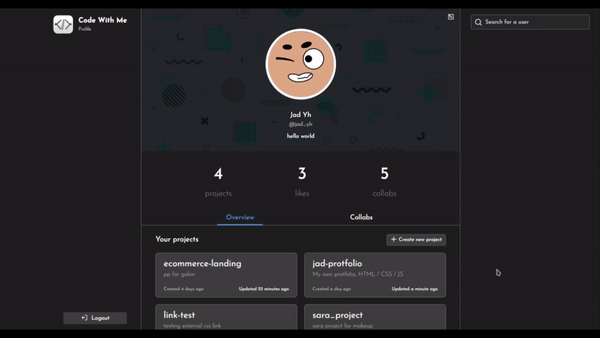 Code With Me
Profile
Search for a user
Jad Yh
@jad_yh
hello world
4
projects
3
likes
5
collabs
Overview
Collabs
Your projects
+ Create new project
ecommerce-landing
pp for galon
Created 4 days ago
Updated 23 minutes ago
jad-protfolio
My own protfolio, HTML / CSS / JS
Created a day ago
Updated a minute ago
link-test
testing external css link
sara_project
sara project for makeup
Logout